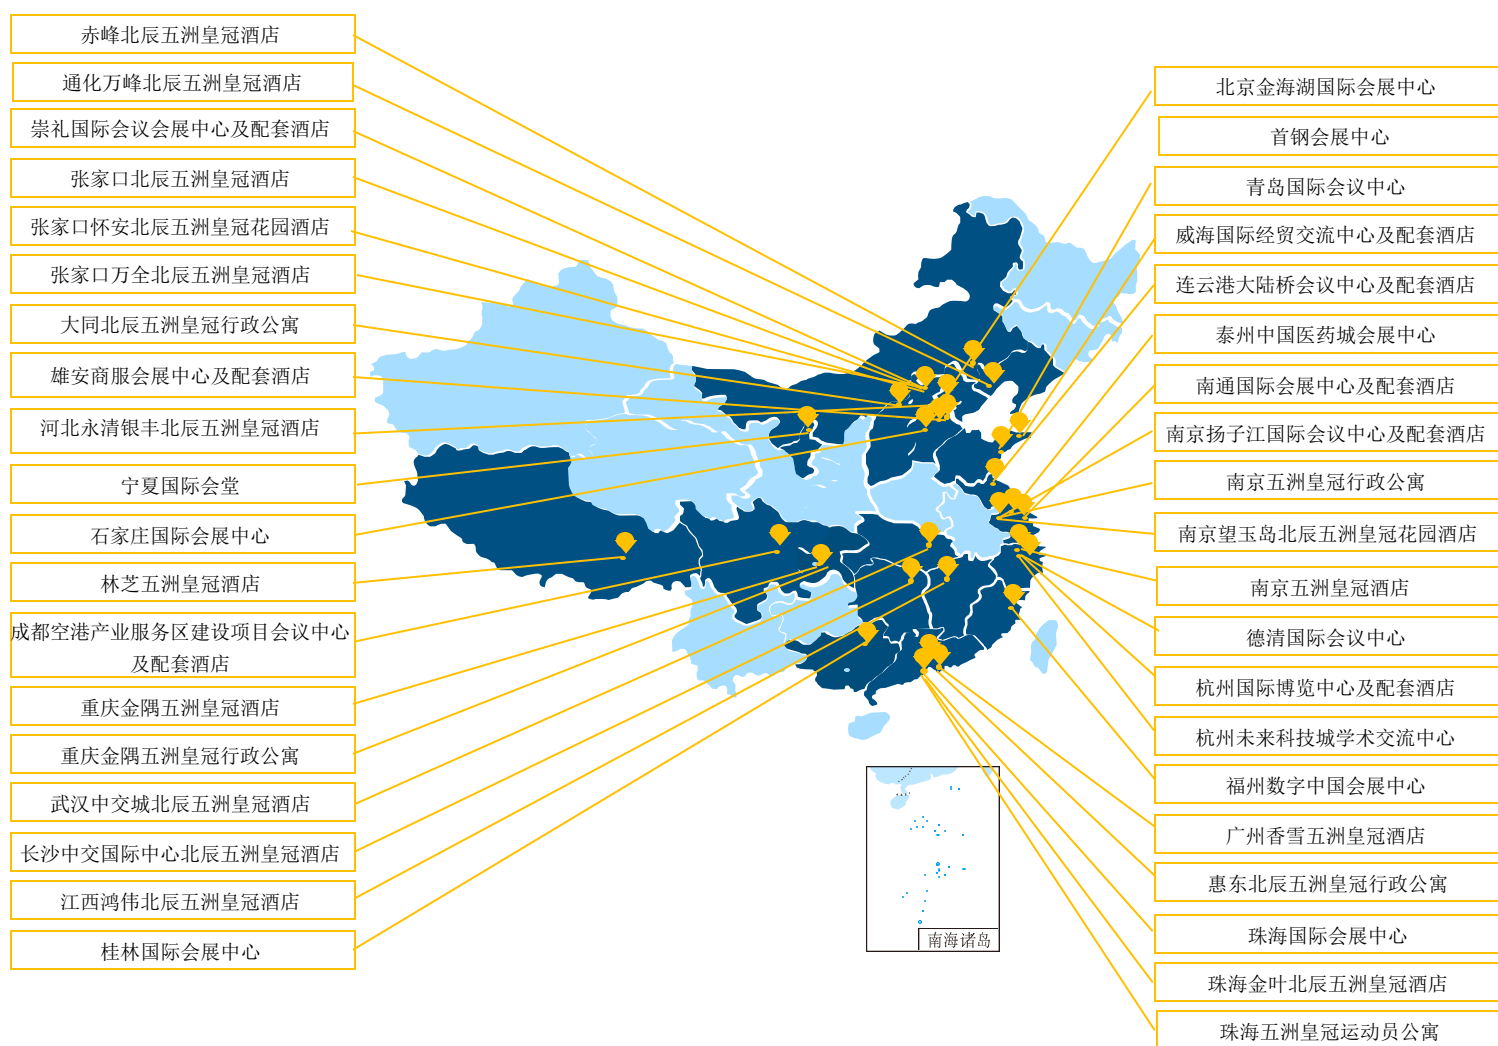 赤峰北辰五洲皇冠酒店
通化万峰北辰五洲皇冠酒店
崇礼国际会议会展中心及配套酒店
张家口北辰五洲皇冠酒店
张家口怀安北辰五洲皇冠花园酒店
张家口万全北辰五洲皇冠酒店
大同北辰五洲皇冠行政公寓
雄安商服会展中心及配套酒店
河北永清银丰北辰五洲皇冠酒店
宁夏国际会堂
石家庄国际会展中心
林芝五洲皇冠酒店
成都空港产业服务区建设项目会议中心
及配套酒店
重庆金隅五洲皇冠酒店
重庆金隅五洲皇冠行政公寓
武汉中交城北辰五洲皇冠酒店
长沙中交国际中心北辰五洲皇冠酒店
江西鸿伟北辰五洲皇冠酒店
桂林国际会展中心
北京金海湖国际会展中心
首钢会展中心
青岛国际会议中心
威海国际经贸交流中心及配套酒店
连云港大陆桥会议中心及配套酒店
泰州中国医药城会展中心
南通国际会展中心及配套酒店
南京扬子江国际会议中心及配套酒店
南京五洲皇冠行政公寓
南京望玉岛北辰五洲皇冠花园酒店
南京五洲皇冠酒店
德清国际会议中心
杭州国际博览中心及配套酒店
杭州未来科技城学术交流中心
福州数字中国会展中心
广州香雪五洲皇冠酒店
惠东北辰五洲皇冠行政公寓
珠海国际会展中心
珠海金叶北辰五洲皇冠酒店
珠海五洲皇冠运动员公寓
南海诸岛